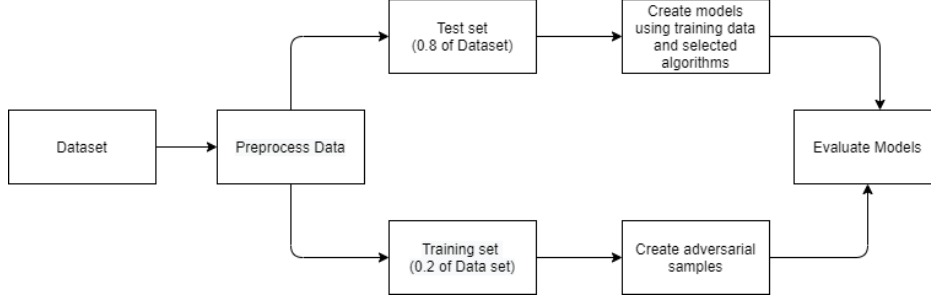 Dataset
Preprocess Data
Test set
(0.8 of Dataset)
Create models
using training data
and selected
algorithms
Training set
(0.2 of Data set)
Create adversarial
samples
Evaluate Models